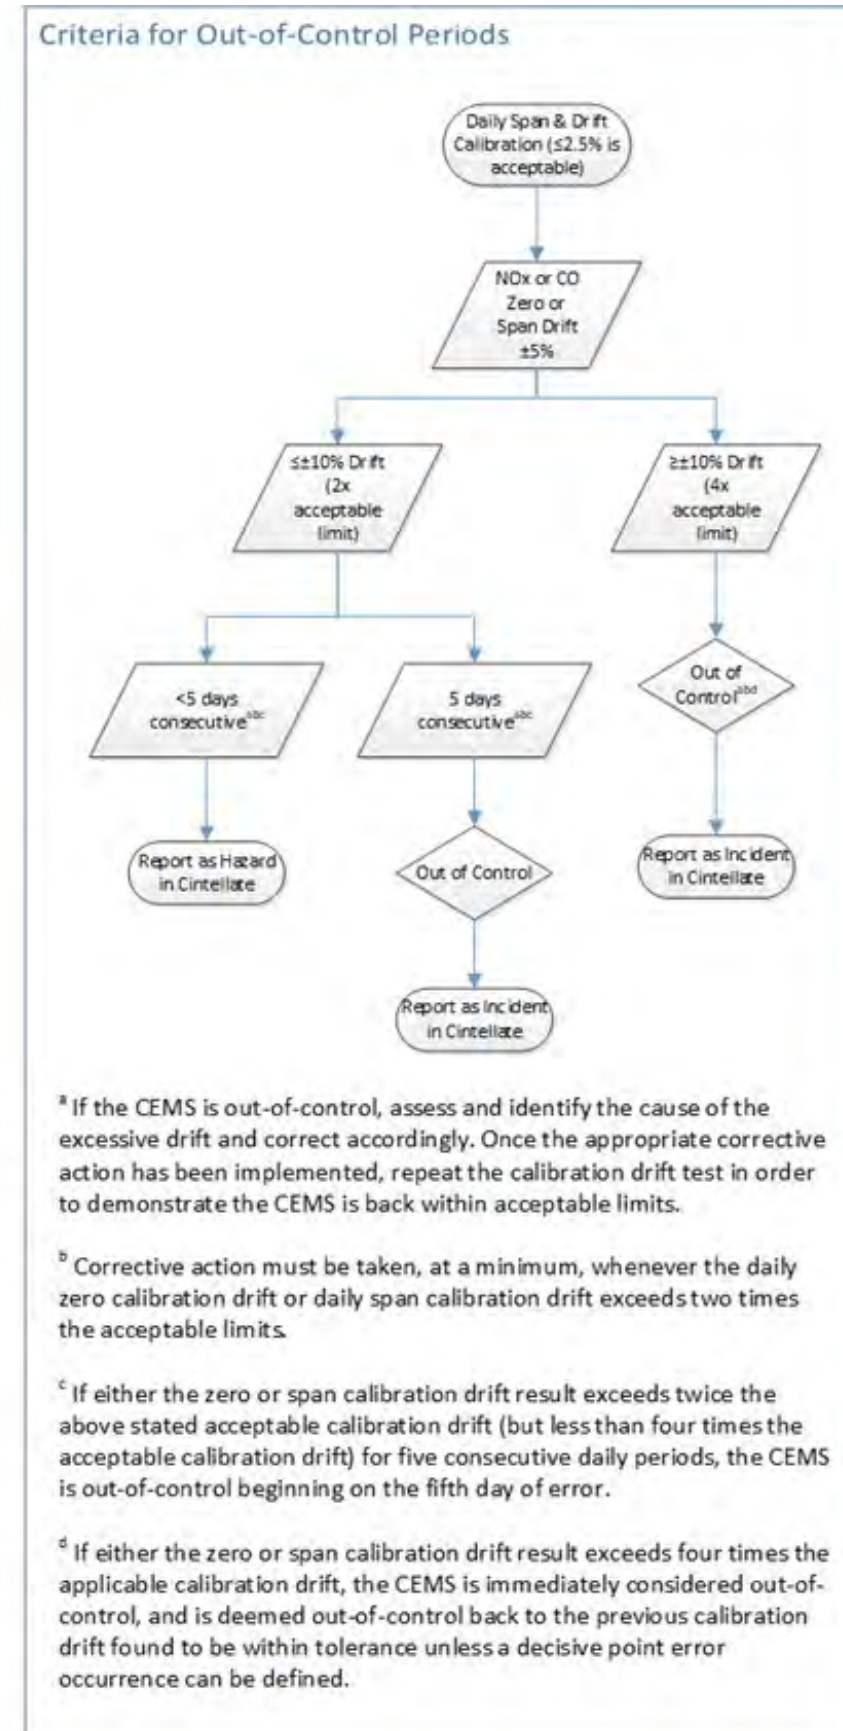 Criteria for Out-of-Control Periods
Daily Span & Drift
Calibration (≤2.5% is
acceptable)
NOx or CO
Zero or
Span Drift
±5%
≤±10% Drift
(2x
acceptable
limit)
≥±10% Drift
(4x
acceptable
limit)
<5 days
consecutive^abc
5 days
consecutive^abc
Out of
Control^abd
Report as Hazard
in Cintellate
Out of Control
Report as Incident
in Cintellate
Report as Incident
in Cintellate
^a If the CEMS is out-of-control, assess and identify the cause of the
excessive drift and correct accordingly. Once the appropriate corrective
action has been implemented, repeat the calibration drift test in order
to demonstrate the CEMS is back within acceptable limits.
^b Corrective action must be taken, at a minimum, whenever the daily
zero calibration drift or daily span calibration drift exceeds two times
the acceptable limits.
^c If either the zero or span calibration drift result exceeds twice the
above stated acceptable calibration drift (but less than four times the
acceptable calibration drift) for five consecutive daily periods, the CEMS
is out-of-control beginning on the fifth day of error.
^d If either the zero or span calibration drift result exceeds four times the
applicable calibration drift, the CEMS is immediately considered out-of-
control, and is deemed out-of-control back to the previous calibration
drift found to be within tolerance unless a decisive point error
occurrence can be defined.